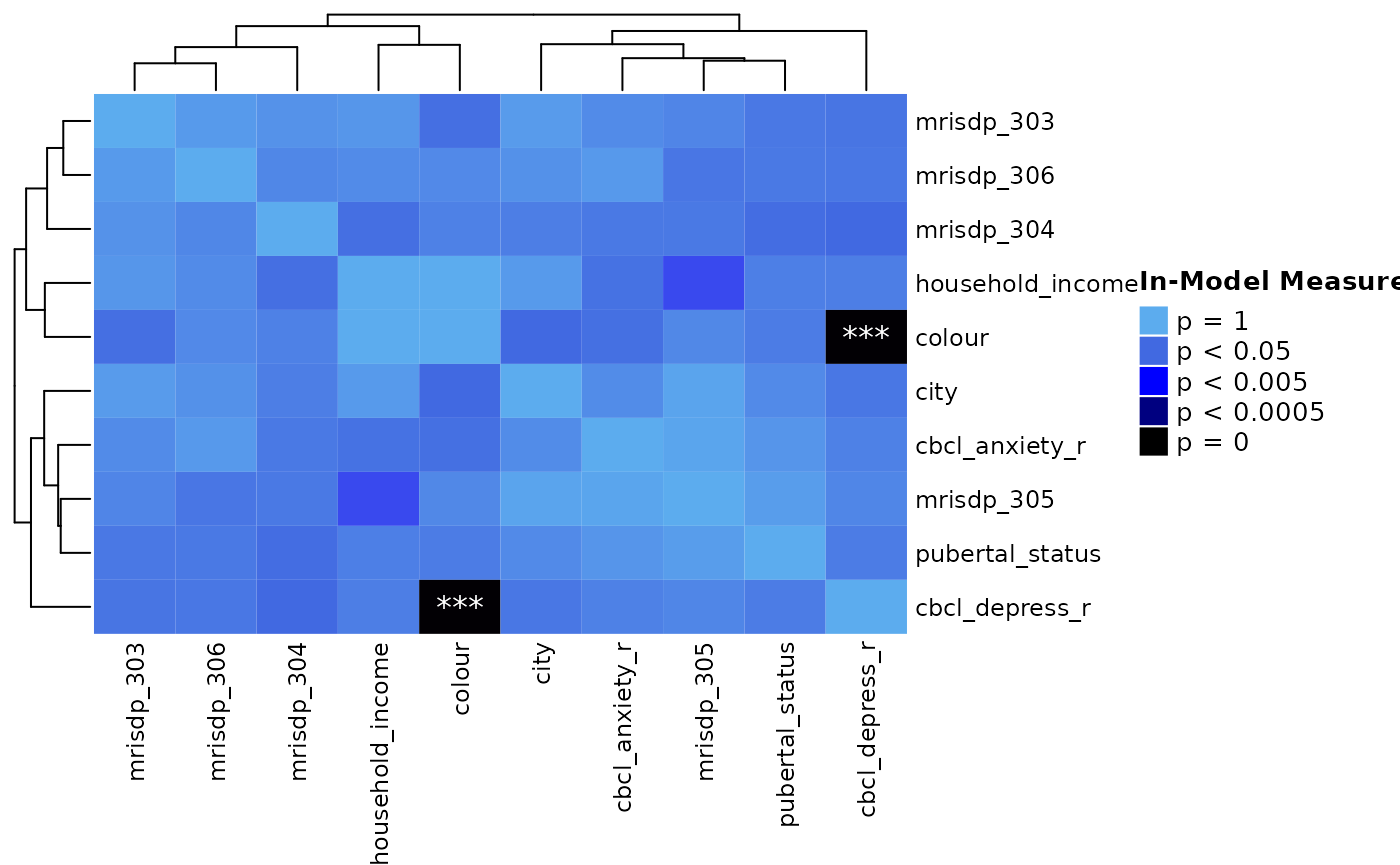 mrisdp_303
mrisdp_306
mrisdp_304
household_income
In-Model Measure
p = 1
colour
***
p < 0.05
p < 0.005
city
p < 0.0005
cbcl_anxiety_r
p = 0
mrisdp_305
pubertal_status
***
cbcl_depress_r
mrisdp_303
mrisdp_306
mrisdp_304
household_income
colour
city
cbcl_anxiety_r
mrisdp_305
pubertal_status
cbcl_depress_r